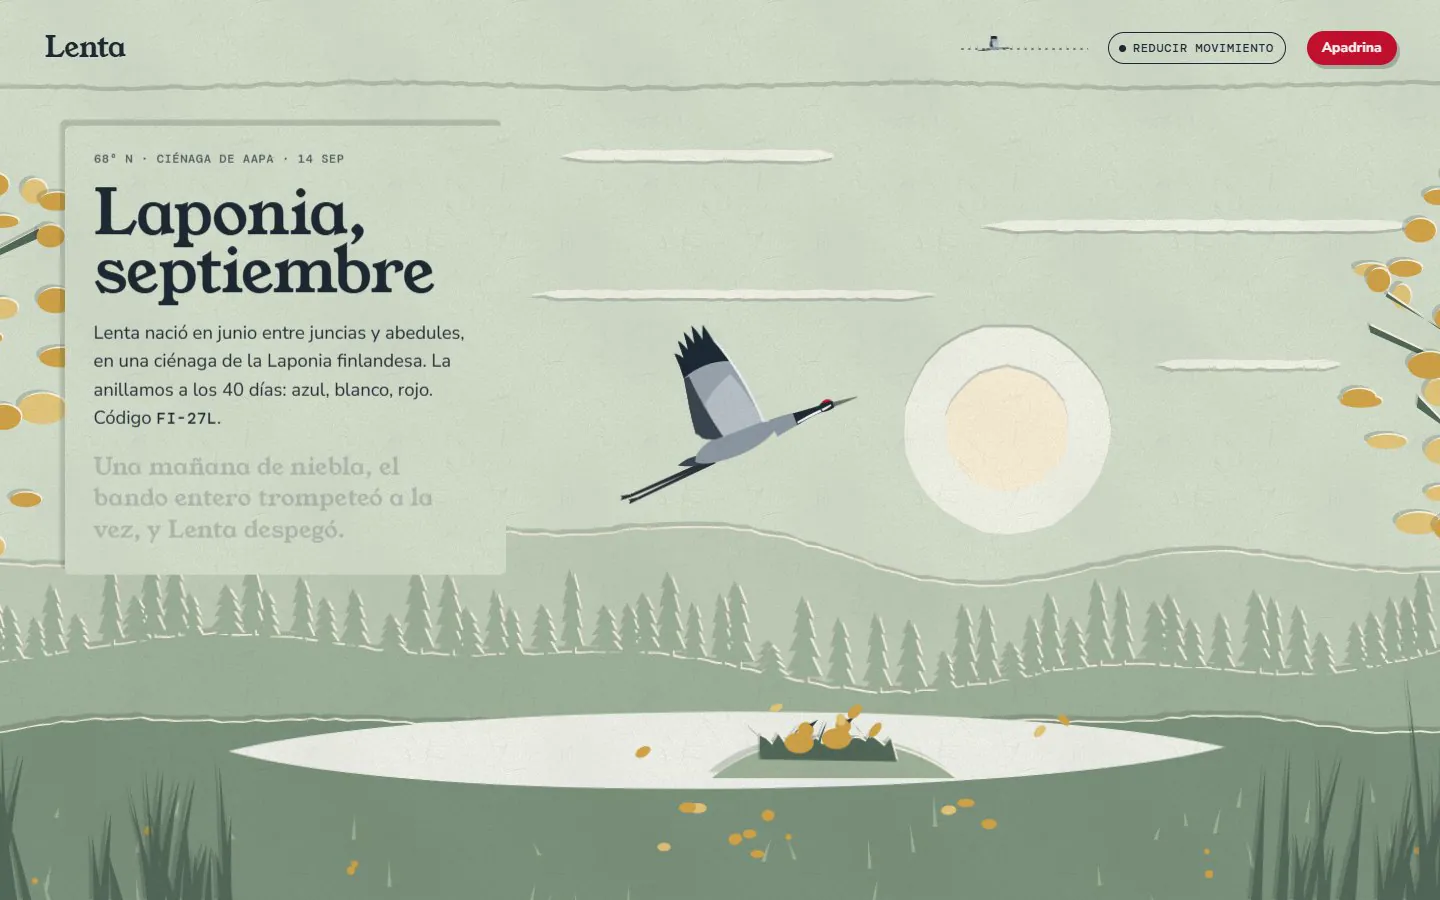 Lenta
REDUCIR MOVIMIENTO
Apadrina
68° N · CIÉNAGA DE AAPA · 14 SEP
Laponia,
septiembre
Lenta nació en junio entre juncias y abedules,
en una ciénaga de la Laponia finlandesa. La
anillamos a los 40 días: azul, blanco, rojo.
Código FI-27L.
Una mañana de niebla, el
bando entero trompeteó a la
vez, y Lenta despegó.